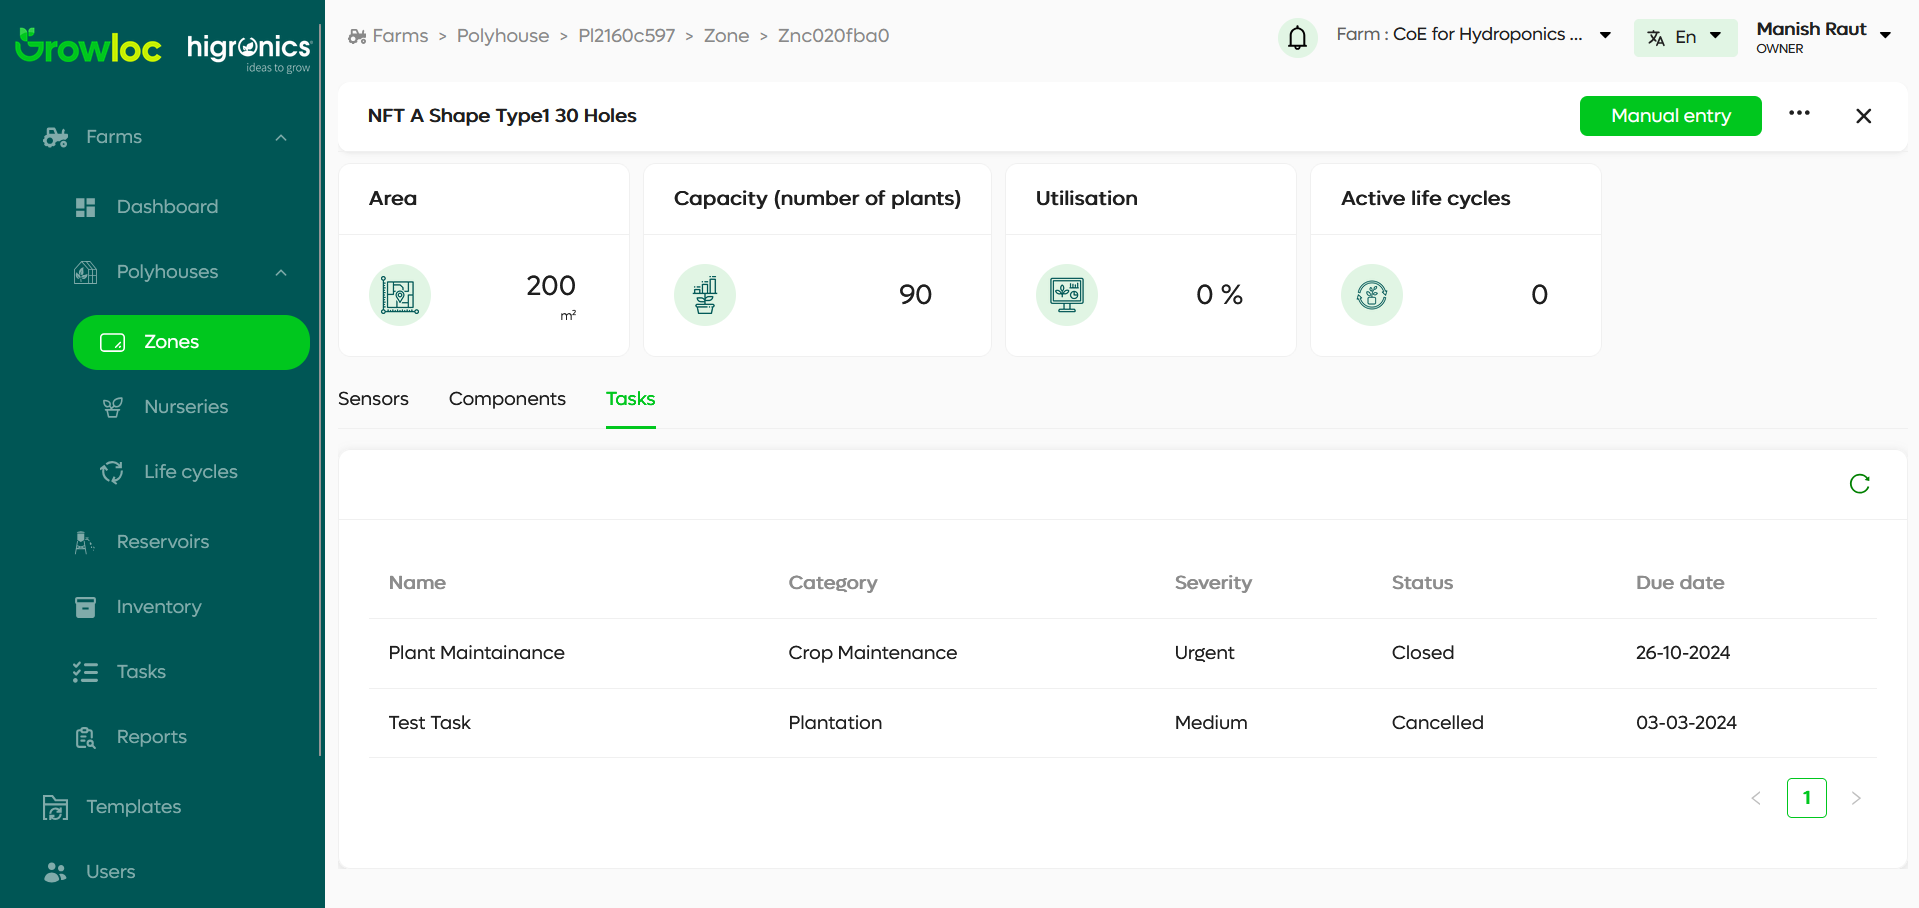 Growloc higronics
ideas to grow
Farms
Dashboard
Polyhouses
Zones
Nurseries
Life cycles
Reservoirs
Inventory
Tasks
Reports
Templates
Users
Farms > Polyhouse > Pl2160c597 > Zone > Znc020fba0
Farm : CoE for Hydroponics ...
En
Manish Raut
OWNER
NFT A Shape Type1 30 Holes
Manual entry
Area
200
m²
Capacity (number of plants)
90
Utilisation
0 %
Active life cycles
0
Sensors Components Tasks
Name Category Severity Status Due date
Plant Maintainance Crop Maintenance Urgent Closed 26-10-2024
Test Task Plantation Medium Cancelled 03-03-2024
< 1 >